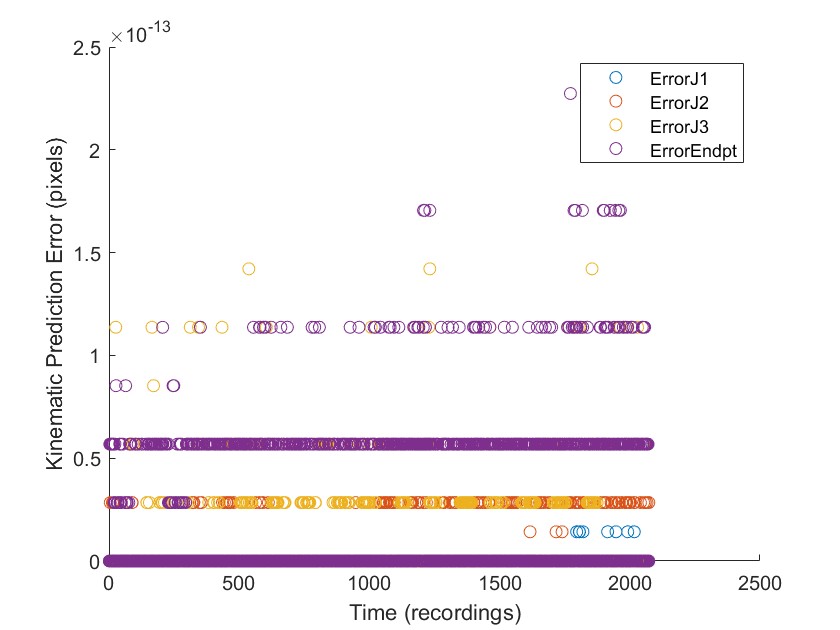 ×10⁻¹³
2.5
2
1.5
1
0.5
0
Kinematic Prediction Error (pixels)
ErrorJ1
ErrorJ2
ErrorJ3
ErrorEndpt
0 500 1000 1500 2000 2500
Time (recordings)